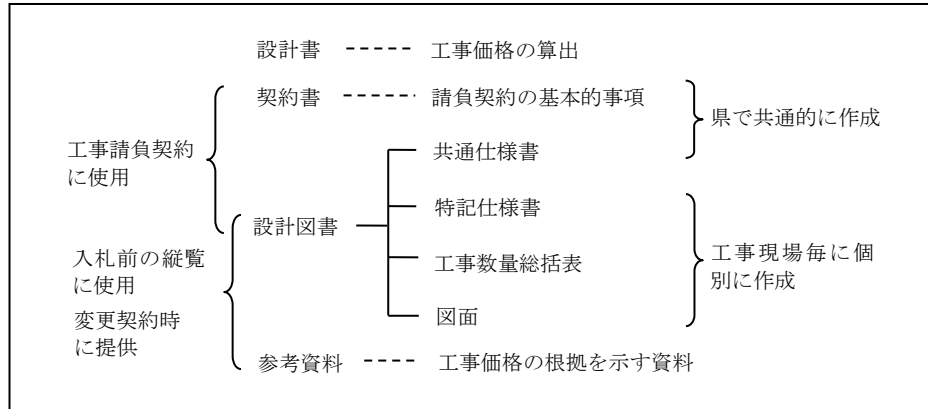 設計書
工事価格の算出
契約書
請負契約の基本的事項
県で共通的に作成
工事請負契約
に使用
共通仕様書
特記仕様書
設計図書
入札前の縦覧
に使用
工事数量総括表
工事現場毎に個
別に作成
変更契約時
に提供
図面
参考資料
工事価格の根拠を示す資料